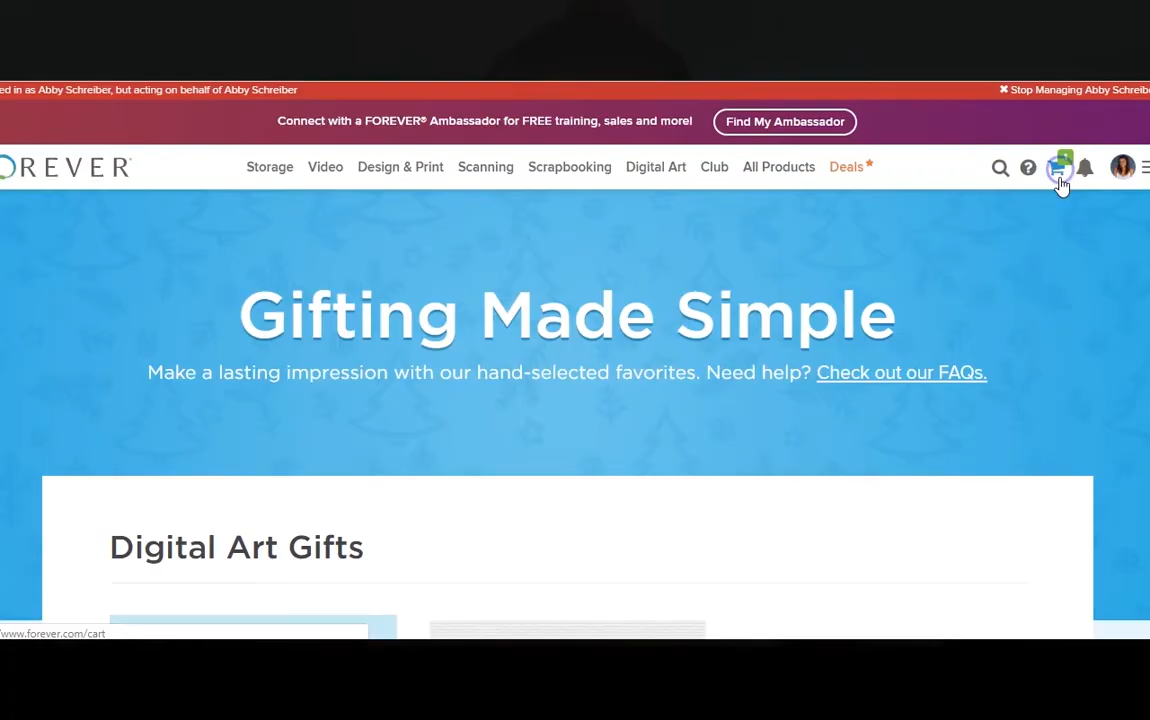 ed in as Abby Schreiber, but acting on behalf of Abby Schreiber
✖ Stop Managing Abby Schreibe
Connect with a FOREVER® Ambassador for FREE training, sales and more!
Find My Ambassador
OREVER
Storage
Video
Design & Print
Scanning
Scrapbooking
Digital Art
Club
All Products
Deals*
Gifting Made Simple
Make a lasting impression with our hand-selected favorites. Need help? Check out our FAQs.
Digital Art Gifts
/www.forever.com/cart